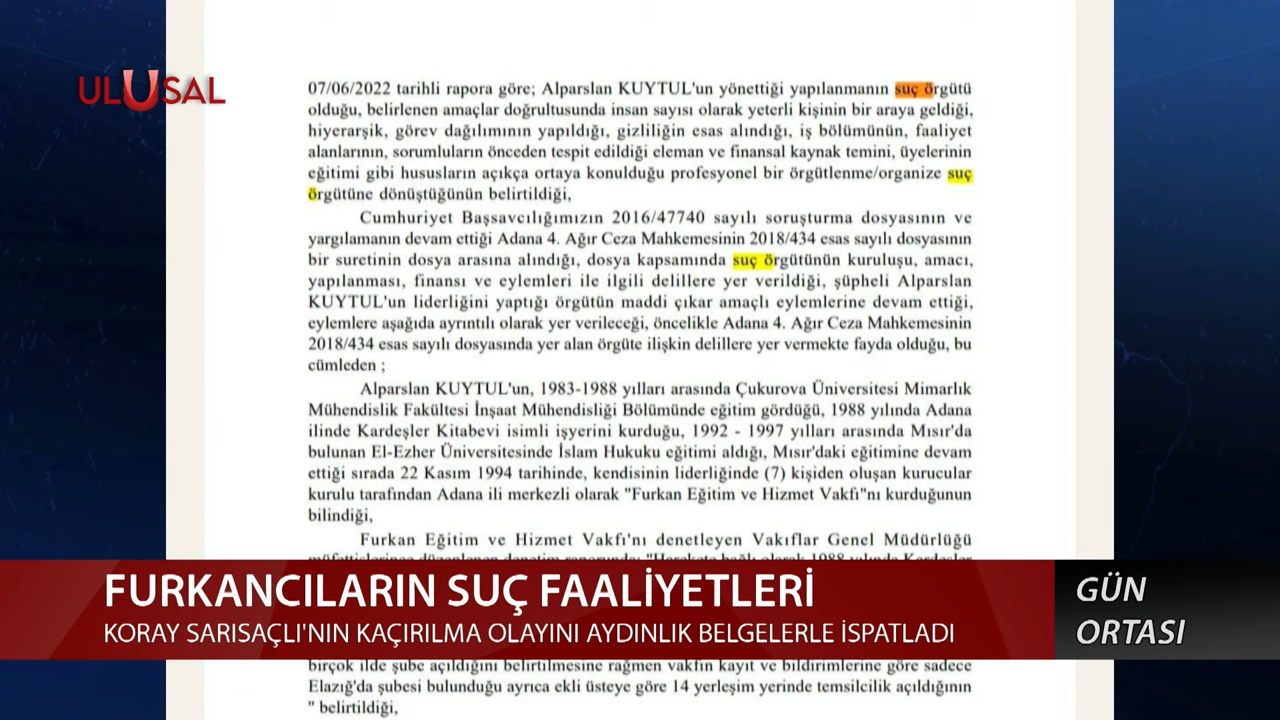 ULUSAL
07/06/2022 tarihli rapora göre; Alparslan KUYTUL'un yönettiği yapılanmanın suç örgütü
olduğu, belirlenen amaçlar doğrultusunda insan sayısı olarak yeterli kişinin bir araya geldiği,
hiyerarşik, görev dağılımının yapıldığı, gizliliğin esas alındığı, iş bölümünün, faaliyet
alanlarının, sorumluların önceden tespit edildiği eleman ve finansal kaynak temini, üyelerinin
eğitimi gibi hususların açıkça ortaya konulduğu profesyonel bir örgütlenme/organize suç
örgütüne dönüştüğünün belirtildiği,
Cumhuriyet Başsavcılığımızın 2016/47740 sayılı soruşturma dosyasının ve
yargılamanın devam ettiği Adana 4. Ağır Ceza Mahkemesinin 2018/434 esas sayılı dosyasının
bir suretinin dosya arasına alındığı, dosya kapsamında suç örgütünün kuruluşu, amacı,
yapılanması, finansı ve eylemleri ile ilgili delillere yer verildiği, şüpheli Alparslan
KUYTUL'un liderliğini yaptığı örgütün maddi çıkar amaçlı eylemlerine devam ettiği,
eylemlere aşağıda ayrıntılı olarak yer verileceği, öncelikle Adana 4. Ağır Ceza Mahkemesinin
2018/434 esas sayılı dosyasında yer alan örgüte ilişkin delillere yer vermekte fayda olduğu, bu
cümleden ;
Alparslan KUYTUL'un, 1983-1988 yılları arasında Çukurova Üniversitesi Mimarlık
Mühendislik Fakültesi İnşaat Mühendisliği Bölümünde eğitim gördüğü, 1988 yılında Adana
ilinde Kardeşler Kitabevi isimli işyerini kurduğu, 1992 - 1997 yılları arasında Mısır'da
bulunan El-Ezher Üniversitesinde İslam Hukuku eğitimi aldığı, Mısır'daki eğitimine devam
ettiği sırada 22 Kasım 1994 tarihinde, kendisinin liderliğinde (7) kişiden oluşan kurucular
kurulu tarafından Adana ili merkezli olarak "Furkan Eğitim ve Hizmet Vakfı"nı kurduğunun
bilindiği,
Furkan Eğitim ve Hizmet Vakfı'nı denetleyen Vakıflar Genel Müdürlüğü
müfettişlerince düzenlenen denetim raporunda; "Harekete bağlı olarak 1988 yılında Kardeşler
FURKANCILARIN SUÇ FAALİYETLERİ
KORAY SARISAÇLI'NIN KAÇIRILMA OLAYINI AYDINLIK BELGELERLE İSPATLADI
GÜN
ORTASI
birçok ilde şube açıldığını belirtilmesine rağmen vakfın kayıt ve bildirimlerine göre sadece
Elazığ'da şubesi bulunduğu ayrıca ekli üsteye göre 14 yerleşim yerinde temsilcilik açıldığının
" belirtildiği,